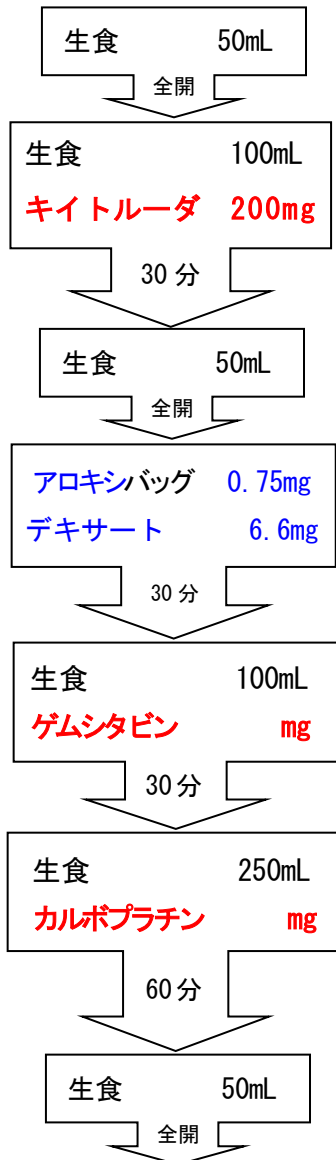 生食 50mL
全開
生食 100mL
キイトルーダ 200mg
30分
生食 50mL
全開
アロキシバッグ 0.75mg
デキサート 6.6mg
30分
生食 100mL
ゲムシタビン mg
30分
生食 250mL
カルボプラチン mg
60分
生食 50mL
全開